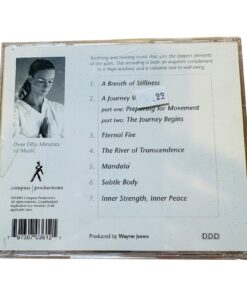 Soothing and stirring music that stirs the deepest elements
of the spirit. This recording is both an exquisite complement
to a yoga workout and a valuable tool to well-being.
1. A Breath of Stillness
2. A Journey
.22
part one: Preparing for Movement
part two: The Journey Begins
3. Eternal Fire
4. The River of Transcendence
5. Mandala
6. Subtle Body
7. Inner Strength, Inner Peace
Over Fifty Minutes
of Music
compass productions
Produced by Wayne Jones
DDD